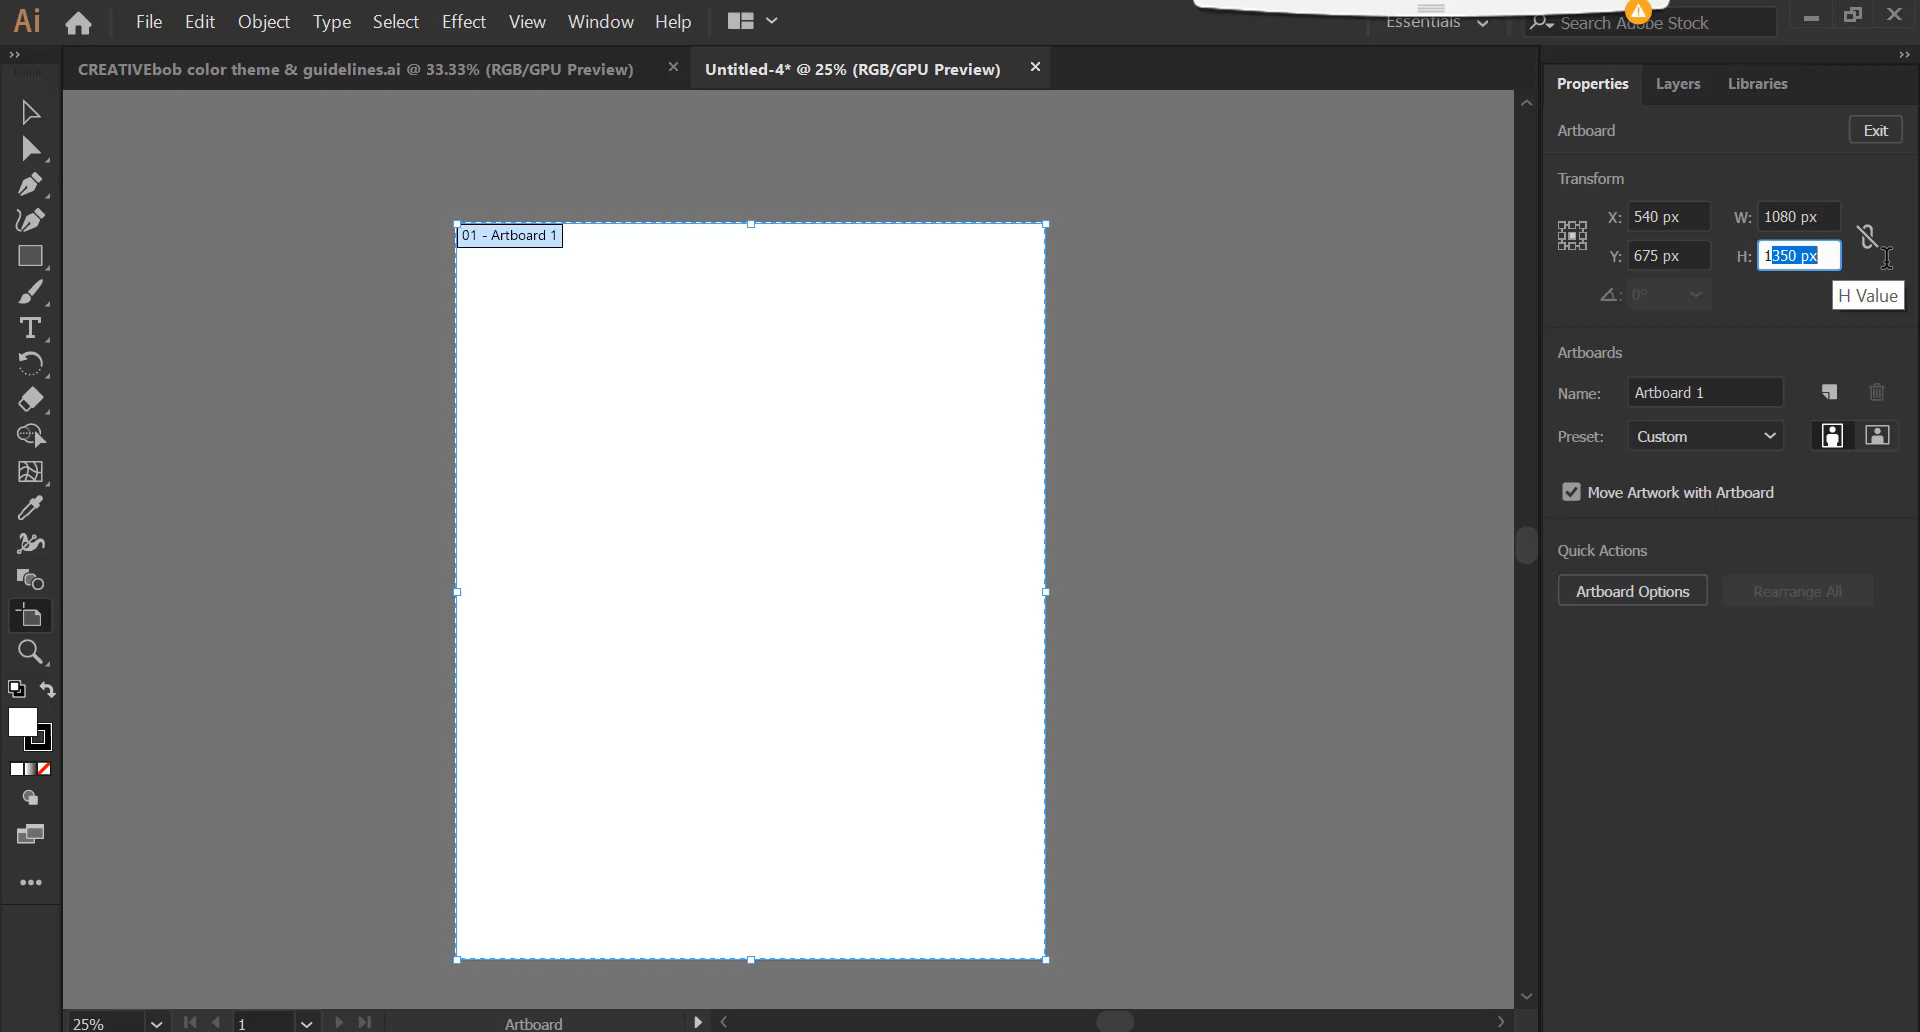 Ai File Edit Object Type Select Effect View Window Help Essentials Search Adobe Stock
CREATIVEbob color theme & guidelines.ai @ 33.33% (RGB/GPU Preview) Untitled-4* @ 25% (RGB/GPU Preview)
Properties Layers Libraries
Artboard Exit
Transform
X: 540 px W: 1080 px
Y: 675 px H: 1350 px
0°
H Value
01 - Artboard 1
Artboards
Name: Artboard 1
Preset: Custom
Move Artwork with Artboard
Quick Actions
Artboard Options Rearrange All
25% 1 Artboard